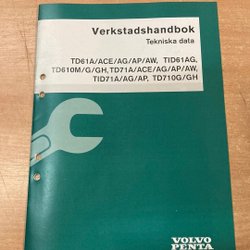 Verkstadshandbok
Tekniska data
TD61A/ACE/AG/AP/AW, TID61AG,
TD610M/G/GH, TD71A/ACE/AG/AP/AW,
TID71A/AG/AP, TD710G/GH
VOLVO
PENTA